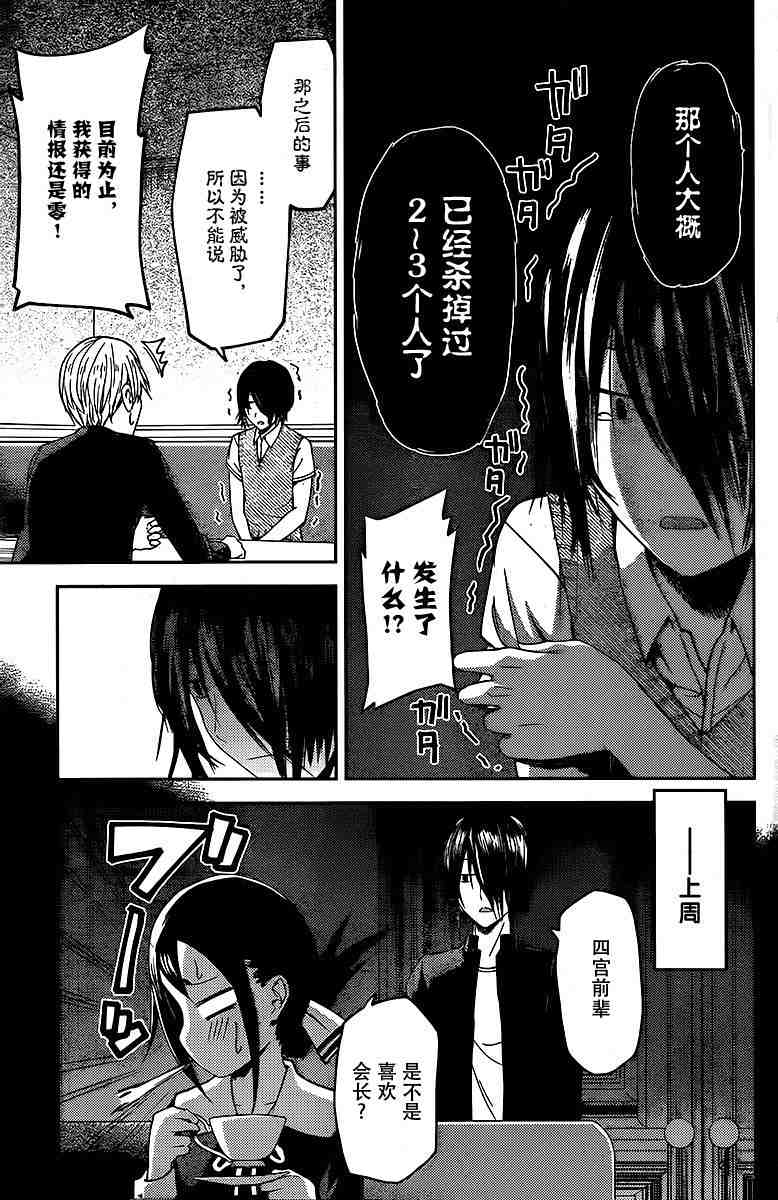 那个人大概
已经杀掉过
2~3个人了
ガタ
ガタ
ガタ
发生了
什么!?
那之后的事
……
因为被威胁了,
所以不能说
目前为止,
我获得的
情报还是零!
——上周
四宫前辈
是不是
喜欢
会长?
ブーッ